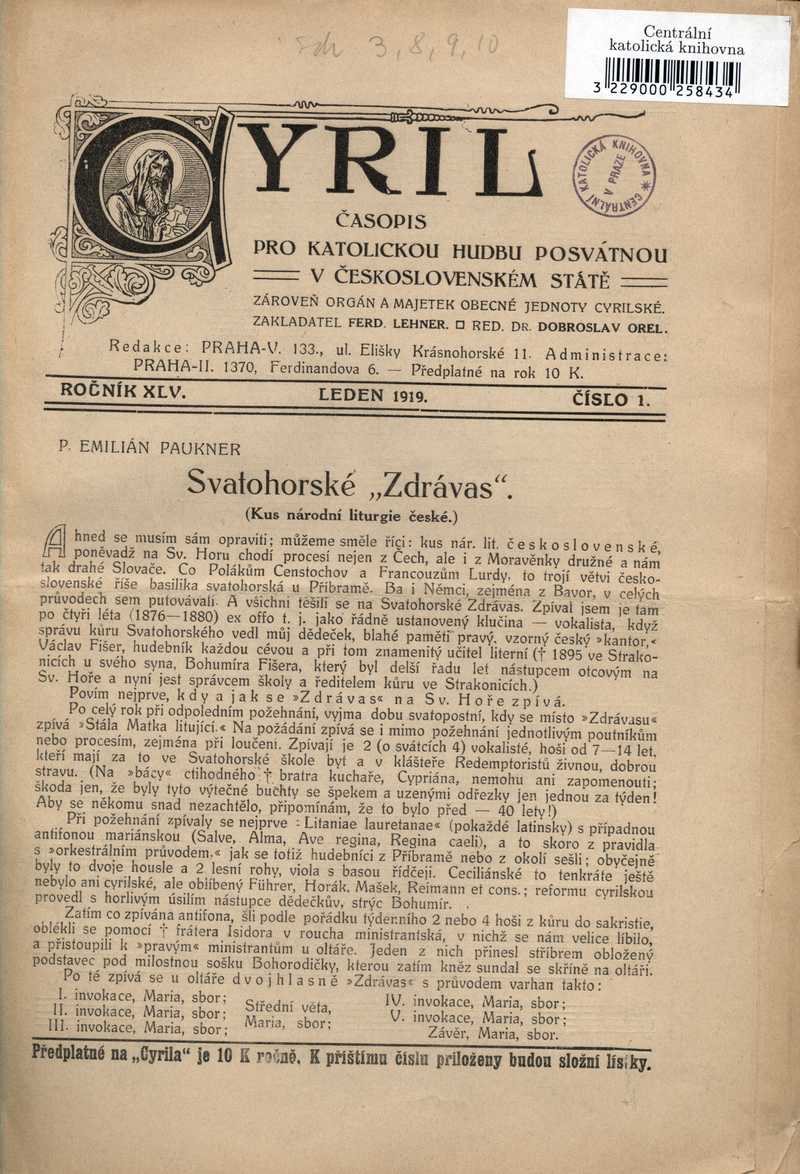 Sdr 3, 8, 9, 10
Centrální
katolická knihovna
3 229000 258434
CYRIL
CENTRÁLNÍ KATOLICKÁ KNIHOVNA
V PRAZE
ČASOPIS
PRO KATOLICKOU HUDBU POSVÁTNOU
V ČESKOSLOVENSKÉM STÁTĚ
ZÁROVEŇ ORGÁN A MAJETEK OBECNÉ JEDNOTY CYRILSKÉ.
ZAKLADATEL FERD. LEHNER. □ RED. DR. DOBROSLAV OREL.
Redakce: PRAHA-V. 133., ul. Elišky Krásnohorské 11. Administrace:
PRAHA-II. 1370, Ferdinandova 6. — Předplatné na rok 10 K.
ROČNÍK XLV. LEDEN 1919. ČÍSLO 1.
P. EMILIÁN PAUKNER
Svatohorské „Zdrávas“.
(Kus národní liturgie české.)
Ahned se musím sám opraviti; můžeme směle říci: kus nár. lit. československé,
poněvadž na Sv. Horu chodí procesí nejen z Čech, ale i z Moravěnky družné a nám
tak drahé Slovače. Co Polákům Censtochov a Francouzům Lurdy, to trojí větvi česko-
slovenské říše basilika svatohorská u Příbramě. Ba i Němci, zejména z Bavor, v celých
průvodech sem putovávali. A všichni těšili se na Svatohorské Zdrávas. Zpíval jsem je tam
po čtyři léta (1876—1880) ex offo t. j. jako řádně ustanovený klučina — vokalista, když
správu kůru Svatohorského vedl můj dědeček, blahé paměti pravý, vzorný český »kantor,«
Václav Fišer, hudebník každou cévou a při tom znamenitý učitel literní († 1895 ve Strako-
nicích u svého syna, Bohumíra Fišera, který byl delší řadu let nástupcem otcovým na
Sv. Hoře a nyní jest správcem školy a ředitelem kůru ve Strakonicích.)
Povím nejprve, kdy a jak se »Zdrávas« na Sv. Hoře zpívá.
Po celý rok při odpoledním požehnání, vyjma dobu svatopostní, kdy se místo »Zdrávasu«
zpívá »Stála Matka litující.« Na požádání zpívá se i mimo požehnání jednotlivým poutníkům
nebo procesím, zejména při loučení. Zpívají je 2 (o svátcích 4) vokalisté, hoši od 7—14 let,
kteří mají za to ve Svatohorské škole byt a v klášteře Redemptoristů živnou, dobrou
stravu. (Na »bácy« ctihodného † bratra kuchaře, Cypriána, nemohu ani zapomenouti;
škoda jen, že byly tyto výtečné buchty se špekem a uzenými odřezky jen jednou za týden!
Aby se někomu snad nezachtělo, připomínám, že to bylo před — 40 lety!)
Při požehnání zpívaly se nejprve : Litaniae lauretanae« (pokaždé latinsky) s případnou
antifonou mariánskou (Salve, Alma, Ave regina, Regina caeli), a to skoro z pravidla
s »orkestrálním průvodem,« jak se totiž hudebníci z Příbramě nebo z okolí sešli; obyčejně
byly to dvoje housle a 2 lesní rohy, viola s basou řídčeji. Ceciliánské to tenkráte ještě
nebylo ani cyrilské, ale oblíbený Führer, Horák, Mašek, Reimann et cons.; reformu cyrilskou
provedl s horlivým úsilím nástupce dědečkův, strýc Bohumír.
Zatím co zpívána antifona, šli podle pořádku týdenního 2 nebo 4 hoši z kůru do sakristie,
oblékli se pomocí † frátera Isidora v roucha ministrantská, v nichž se nám velice líbilo,
a přistoupili k »pravým« ministrantům u oltáře. Jeden z nich přinesl stříbrem obložený
podstavec pod milostnou sošku Bohorodičky, kterou zatím kněz sundal se skříně na oltáři.
Po té zpívá se u oltáře dvojhlasně »Zdrávas« s průvodem varhan takto:
I. invokace, Maria, sbor;
II. invokace, Maria, sbor;
III. invokace, Maria, sbor;
Střední věta,
Maria, sbor;
IV. invokace, Maria, sbor;
V. invokace, Maria, sbor;
Závěr, Maria, sbor.
Předplatné na „Cyrila“ je 10 K ročně. K příštímu číslu přiloženy budou složní lístky.